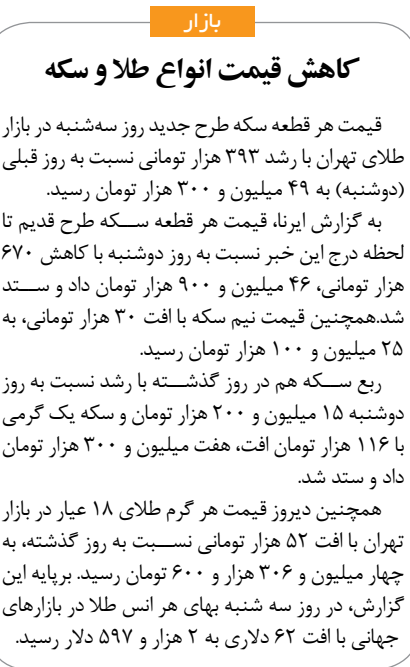 بازار
کاهش قیمت انواع طلا و سکه
قیمت هر قطعه سکه طرح جدید روز سه‌شنبه در بازار
طلای تهران با رشد ۳۹۳ هزار تومانی نسبت به روز قبلی
(دوشنبه) به ۴۹ میلیون و ۳۰۰ هزار تومان رسید.
به گزارش ایرنا، قیمت هر قطعه ســکه طرح قدیم تا
لحظه درج این خبر نسبت به روز دوشنبه با کاهش ۶۷۰
هزار تومانی، ۴۶ میلیون و ۹۰۰ هزار تومان داد و ســـتد
شد.همچنین قیمت نیم سکه با افت ۳۰ هزار تومانی، به
۲۵ میلیون و ۱۰۰ هزار تومان رسید.
ربع ســکه هم در روز گذشــته با رشد نسبت به روز
دوشنبه ۱۵ میلیون و ۲۰۰ هزار تومان و سکه یک گرمی
با ۱۱۶ هزار تومان افت، هفت میلیون و ۳۰۰ هزار تومان
داد و ستد شد.
همچنین دیروز قیمت هر گرم طلای ۱۸ عیار در بازار
تهران با افت ۵۲ هزار تومانی نســـبت به روز گذشته، به
چهار میلیون و ۳۰۶ هزار و ۶۰۰ تومان رسید. برپایه این
گزارش، در روز سه شنبه بهای هر انس طلا در بازارهای
جهانی با افت ۶۲ دلاری به ۲ هزار و ۵۹۷ دلار رسید.